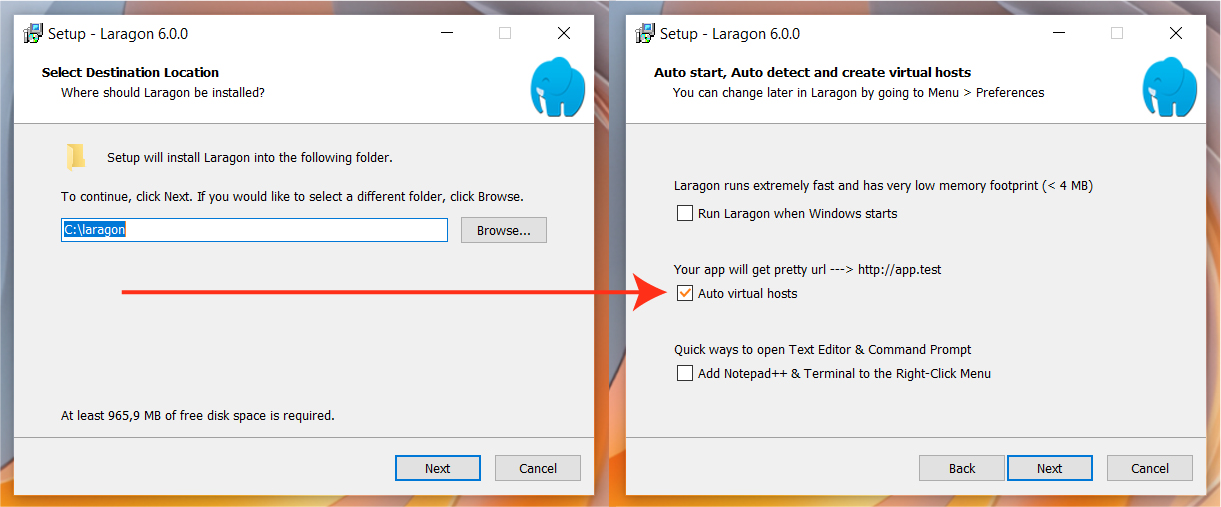 Setup - Laragon 6.0.0
Select Destination Location
Where should Laragon be installed?
Setup will install Laragon into the following folder.
To continue, click Next. If you would like to select a different folder, click Browse.
C:\laragon
Browse...
At least 965,9 MB of free disk space is required.
Next
Cancel
Setup - Laragon 6.0.0
Auto start, Auto detect and create virtual hosts
You can change later in Laragon by going to Menu > Preferences
Laragon runs extremely fast and has very low memory footprint (< 4 MB)
Run Laragon when Windows starts
Your app will get pretty url ---> http://app.test
Auto virtual hosts
Quick ways to open Text Editor & Command Prompt
Add Notepad++ & Terminal to the Right-Click Menu
Back
Next
Cancel